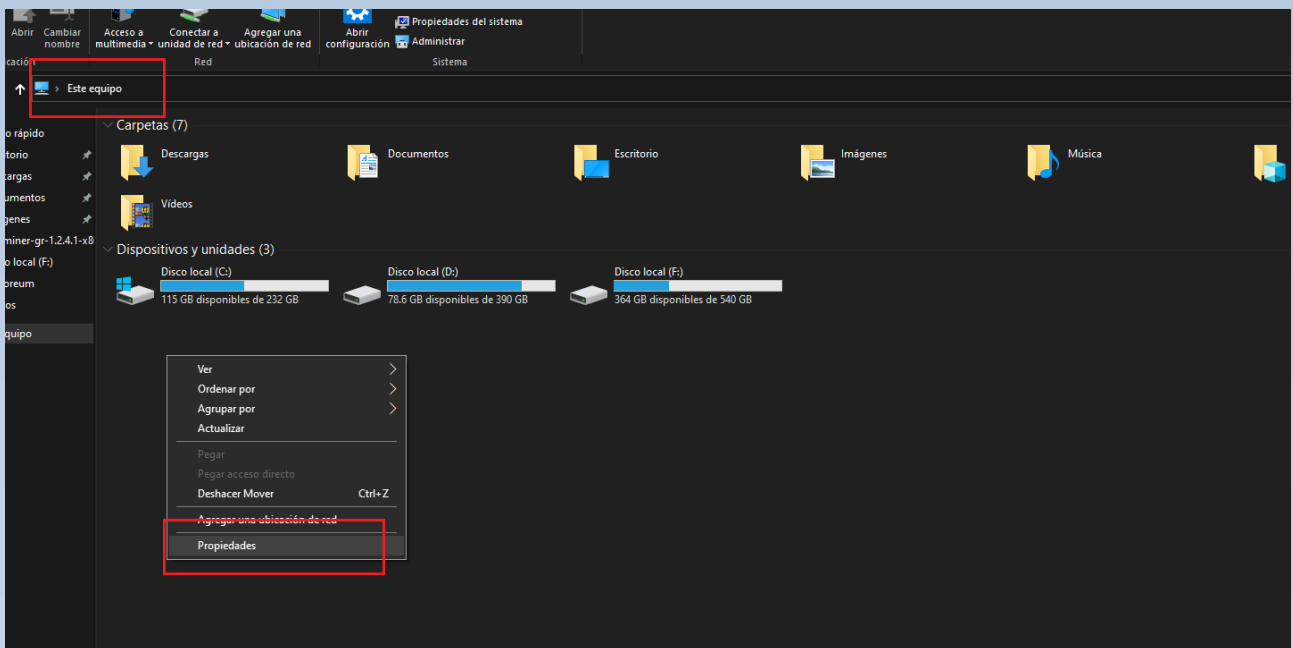 Abrir Cambiar nombre
Acceso a multimedia
Conectar a unidad de red
Agregar una ubicación de red
Abrir configuración
Propiedades del sistema
Administrar
Red
Sistema
Este equipo
Carpetas (7)
Descargas
Documentos
Escritorio
Imágenes
Música
Vídeos
o rápido
torio
cargas
umentos
genes
miner-gr-1.2.4.1-x8
o local (F:)
oreum
os
quipo
Dispositivos y unidades (3)
Disco local (C:)
115 GB disponibles de 232 GB
Disco local (D:)
78.6 GB disponibles de 390 GB
Disco local (F:)
364 GB disponibles de 540 GB
Ver
Ordenar por
Agrupar por
Actualizar
Pegar
Pegar acceso directo
Deshacer Mover Ctrl+Z
Agregar una ubicación de red
Propiedades